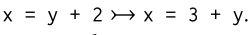 x = y + 2 ↣ x = 3 + y.